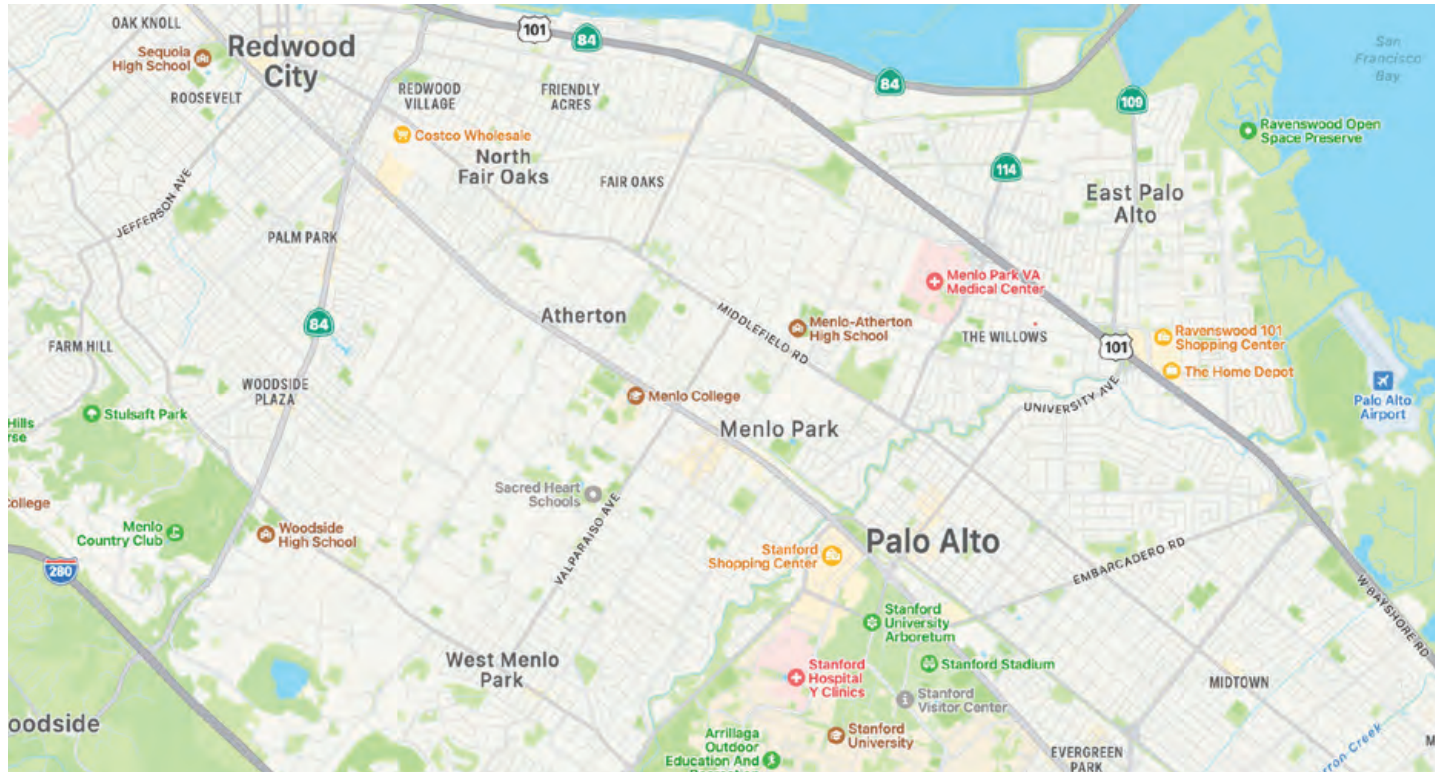 OAK KNOLL
Sequoia
High School
Redwood
City
ROOSEVELT
101
84
REDWOOD
VILLAGE
FRIENDLY
ACRES
84
109
San
Francisco
Bay
Ravenswood Open
Space Preserve
Costco Wholesale
North
Fair Oaks
FAIR OAKS
114
East Palo
Alto
JEFFERSON AVE
PALM PARK
Menlo Park VA
Medical Center
84
Atherton
MIDDLEFIELD RD
Menlo-Atherton
High School
THE WILLOWS
101
Ravenswood 101
Shopping Center
The Home Depot
FARM HILL
WOODSIDE
PLAZA
Menlo College
UNIVERSITY AVE
Palo Alto
Airport
Stulsaft Park
Hills
rse
Menlo Park
Sacred Heart
Schools
VALPARAISO AVE
College
Menlo
Country Club
Woodside
High School
280
Stanford
Shopping Center
Palo Alto
EMBARCADERO RD
W BAYSHORE RD
Stanford
University
Arboretum
West Menlo
Park
Stanford
Hospital
Y Clinics
Stanford Stadium
Stanford
Visitor Center
MIDTOWN
oodside
Arrillaga
Outdoor
Education And
Stanford
University
EVERGREEN
PARK
rron Creek
M